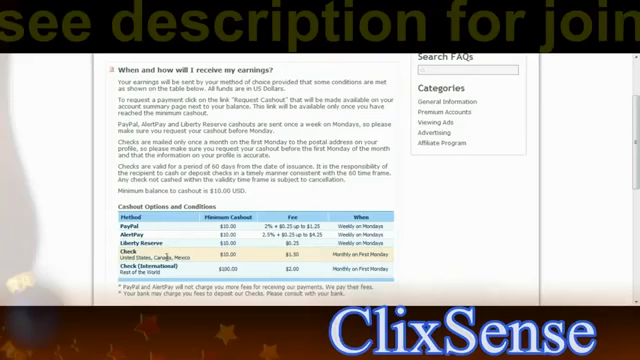 see description for join
When and how will I receive my earnings?
Your earnings will be sent by your method of choice provided that some conditions are met
as shown on the table below. All funds are in US Dollars.
To request a payment click on the link "Request Cashout" that will be made available on your
account summary page next to your balance. This link will be available only once you have
reached the minimum cashout.
PayPal, AlertPay and Liberty Reserve cashouts are sent once a week on Mondays, so please
make sure you request your cashout before Monday.
Checks are mailed only once a month on the first Monday to the postal address on your
profile, so please make sure you request your cashout before the first Monday of the month
and that the information on your profile is accurate.
Checks are valid for a period of 60 days from the date of issuance. It is the responsibility of
the recipient to cash or deposit checks in a timely manner consistent with the 60 time frame.
Any check not cashed within the validity time frame is subject to cancellation.
Minimum balance to cashout is $10.00 USD.
Cashout Options and Conditions
Method Minimum Cashout Fee When
PayPal $10.00 2% + $0.25 up to $1.25 Weekly on Mondays
AlertPay $10.00 2.5% + $0.25 up to $4.25 Weekly on Mondays
Liberty Reserve $10.00 $0.25 Weekly on Mondays
Check
United States, Canada, Mexico $10.00 $1.50 Monthly on First Monday
Check (International)
Rest of the World $100.00 $2.00 Monthly on First Monday
* PayPal and AlertPay will not charge you more fees for receiving our payments. We pay their fees.
* Your bank may charge you fees to deposit our Checks. Please consult with your bank.
Search FAQs
Categories
General Information
Premium Accounts
Viewing Ads
Advertising
Affiliate Program
ClixSense